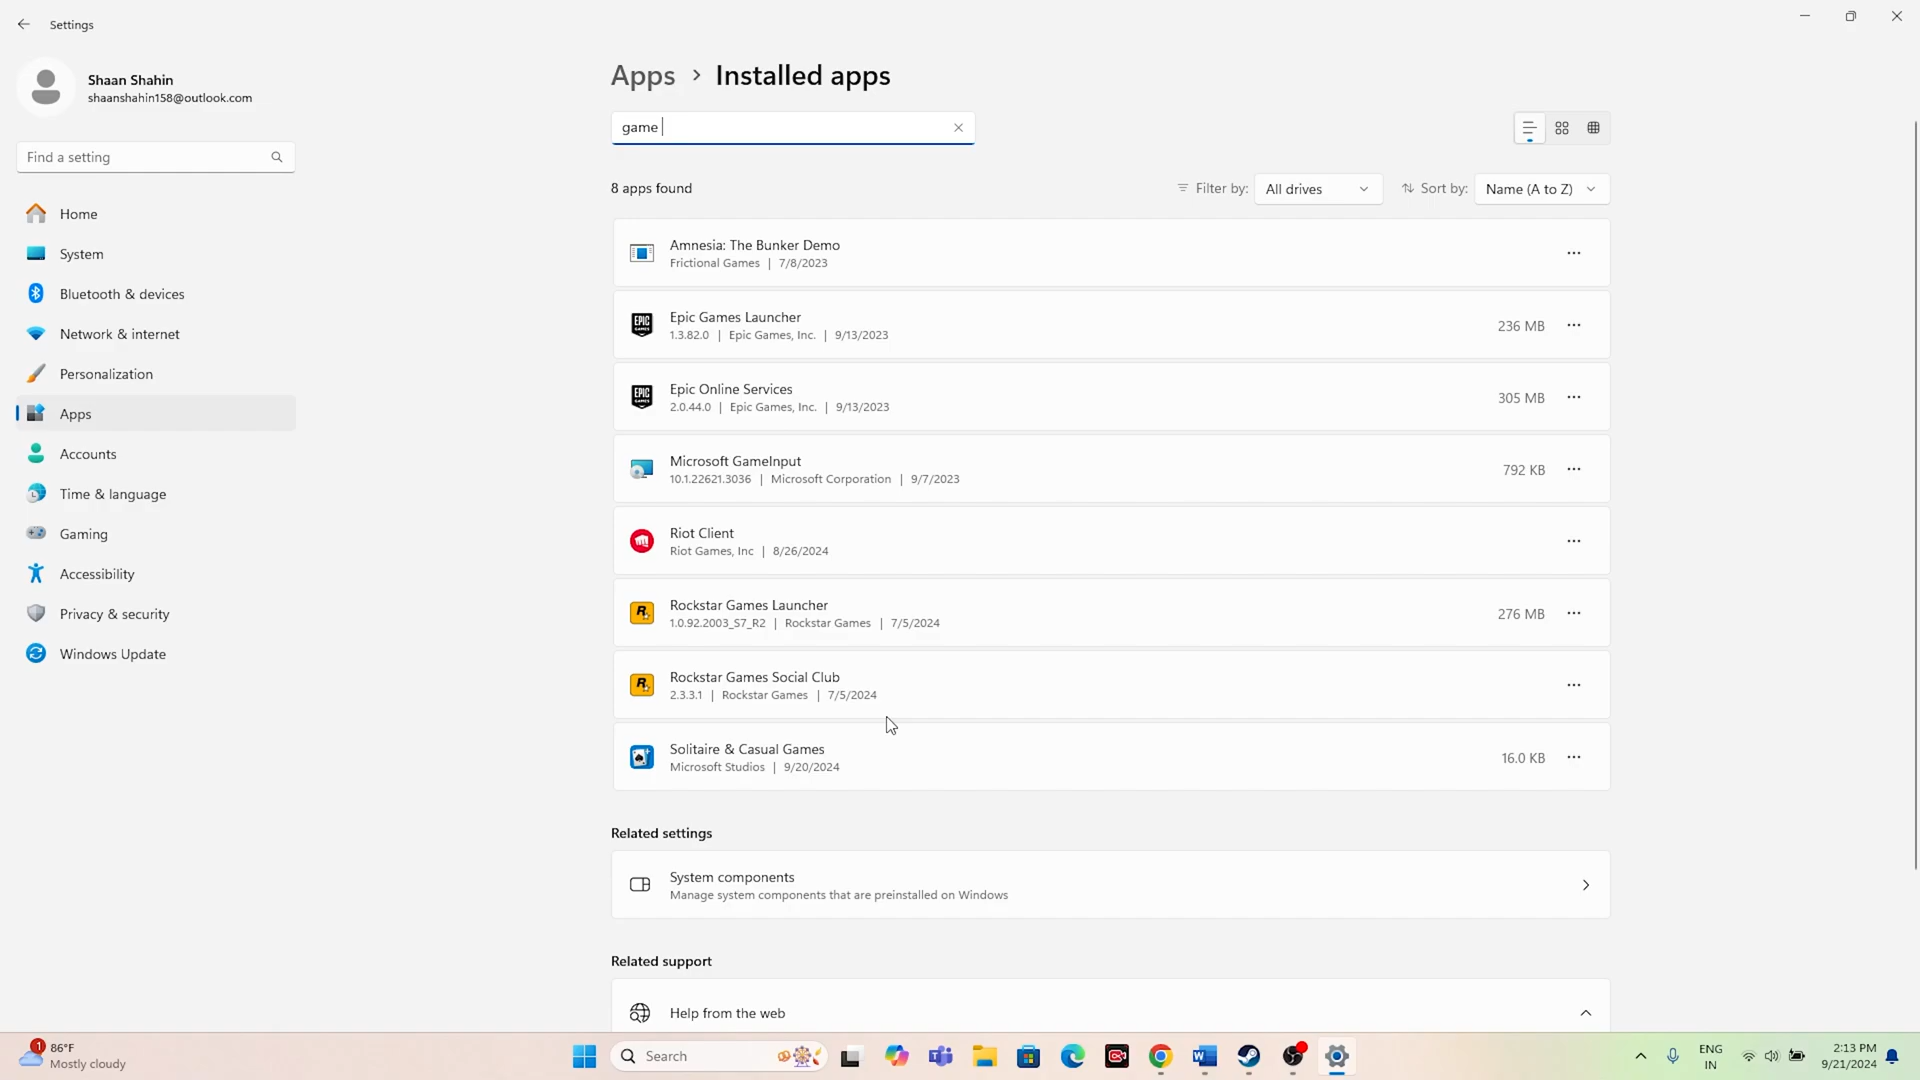 Settings
Shaan Shahin
shaanshahin158@outlook.com
Find a setting
Home
System
Bluetooth & devices
Network & internet
Personalization
Apps
Accounts
Time & language
Gaming
Accessibility
Privacy & security
Windows Update
Apps > Installed apps
game
8 apps found
Filter by: All drives
Sort by: Name (A to Z)
Amnesia: The Bunker Demo
Frictional Games | 7/8/2023
Epic Games Launcher
1.3.82.0 | Epic Games, Inc. | 9/13/2023
236 MB
Epic Online Services
2.0.44.0 | Epic Games, Inc. | 9/13/2023
305 MB
Microsoft GameInput
10.1.22621.3036 | Microsoft Corporation | 9/7/2023
792 KB
Riot Client
Riot Games, Inc | 8/26/2024
Rockstar Games Launcher
1.0.92.2003_S7_R2 | Rockstar Games | 7/5/2024
276 MB
Rockstar Games Social Club
2.3.3.1 | Rockstar Games | 7/5/2024
Solitaire & Casual Games
Microsoft Studios | 9/20/2024
16.0 KB
Related settings
System components
Manage system components that are preinstalled on Windows
Related support
Help from the web
1
86°F
Mostly cloudy
Search
ENG
IN
2:13 PM
9/21/2024